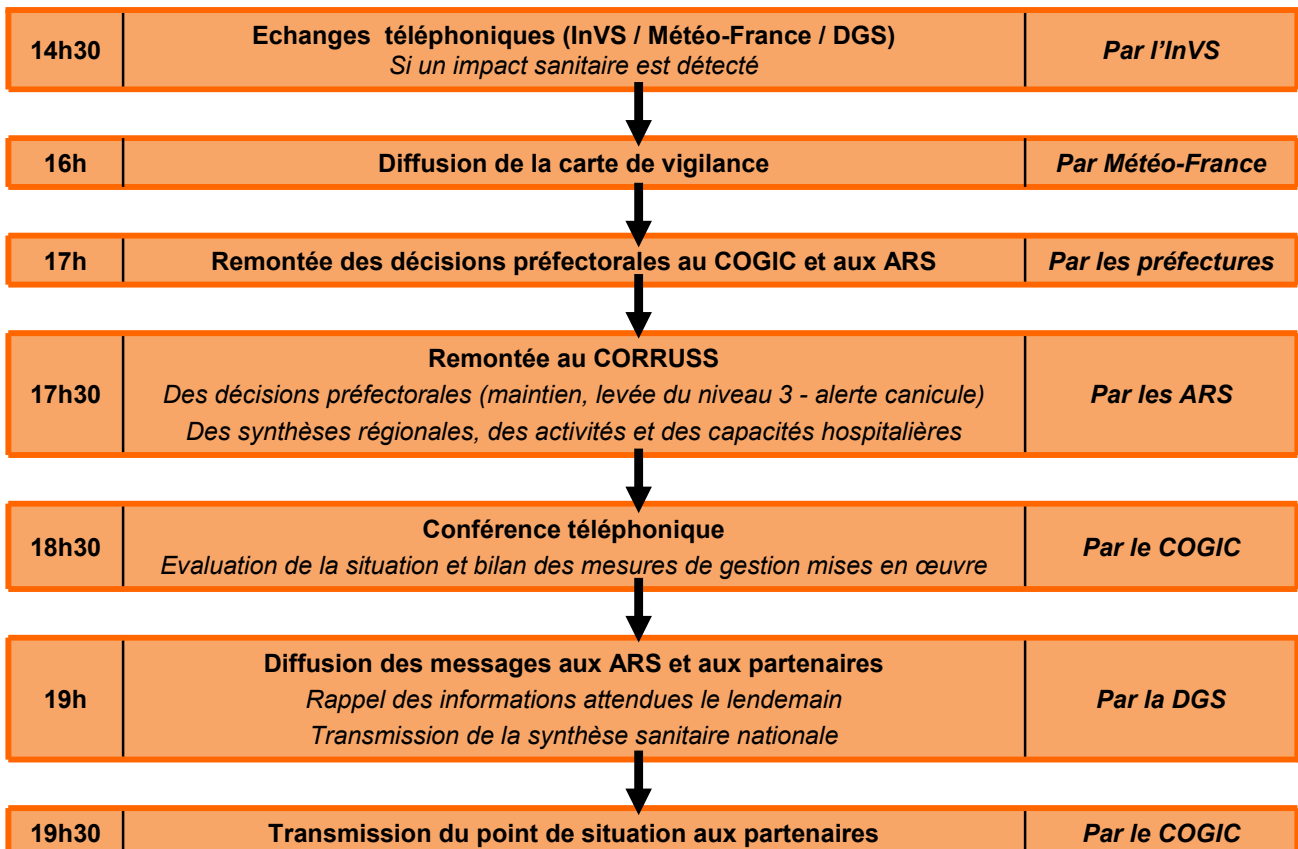 14h30
Echanges téléphoniques (InVS / Météo-France / DGS)
Si un impact sanitaire est détecté
Par l'InVS
16h
Diffusion de la carte de vigilance
Par Météo-France
17h
Remontée des décisions préfectorales au COGIC et aux ARS
Par les préfectures
17h30
Remontée au CORRUSS
Des décisions préfectorales (maintien, levée du niveau 3 - alerte canicule)
Des synthèses régionales, des activités et des capacités hospitalières
Par les ARS
18h30
Conférence téléphonique
Evaluation de la situation et bilan des mesures de gestion mises en œuvre
Par le COGIC
19h
Diffusion des messages aux ARS et aux partenaires
Rappel des informations attendues le lendemain
Transmission de la synthèse sanitaire nationale
Par la DGS
19h30
Transmission du point de situation aux partenaires
Par le COGIC